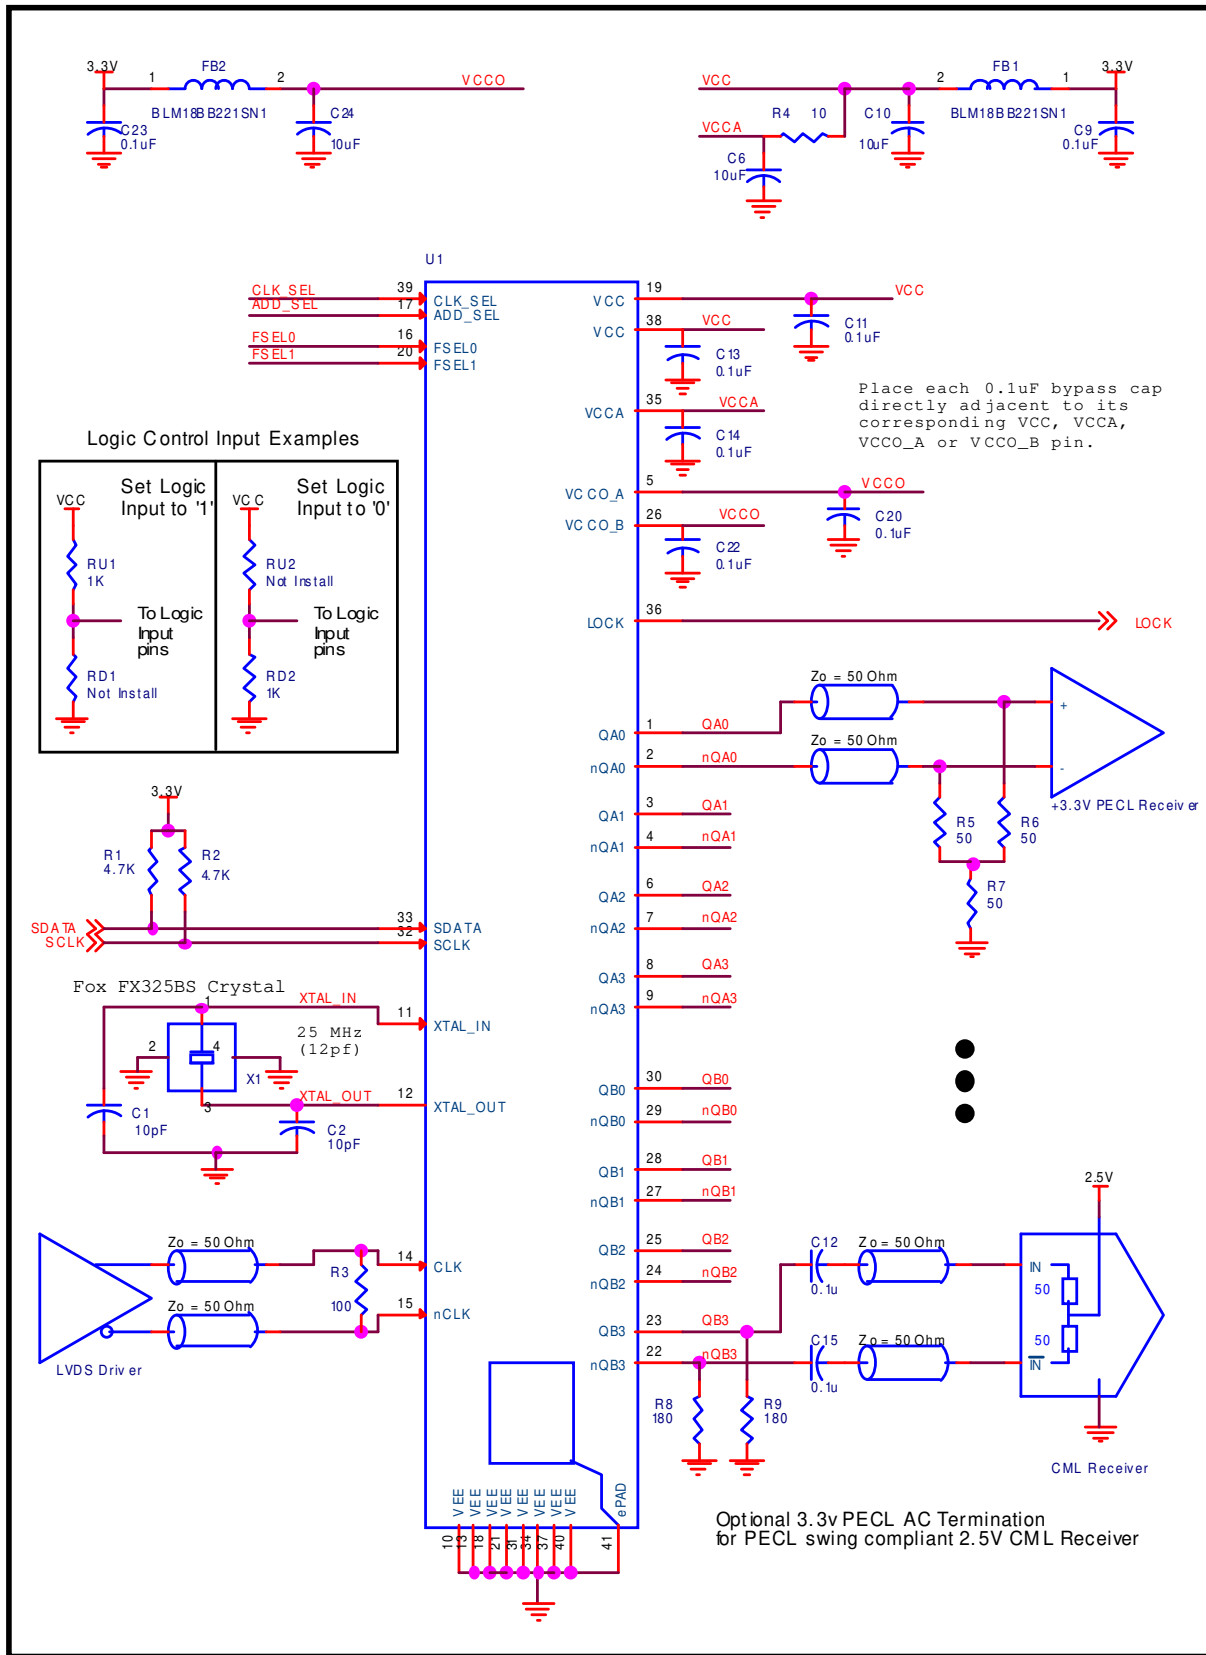 3.3V
FB2
1
2
VCCO
BLM18BB221SN1
C23
0.1uF
C24
10uF
VCC
2
FB1
1
3.3V
R4
10
C10
10uF
BLM18BB221SN1
C9
0.1uF
VCCA
C6
10uF
U1
CLK_SEL
39
CLK_SEL
ADD_SEL
17
ADD_SEL
FSEL0
16
FSEL0
FSEL1
20
FSEL1
VCC
19
VCC
C11
0.1uF
VCC
38
VCC
C13
0.1uF
VCCA
35
VCCA
C14
0.1uF
Place each 0.1uF bypass cap
directly adjacent to its
corresponding VCC, VCCA,
VCCO_A or VCCO_B pin.
VCCO_A
5
VCCO
C20
0.1uF
VCCO_B
26
VCCO
C22
0.1uF
Logic Control Input Examples
VCC
Set Logic
Input to '1'
RU1
1K
To Logic
Input
pins
RD1
Not Install
VCC
Set Logic
Input to '0'
RU2
Not Install
To Logic
Input
pins
RD2
1K
LOCK
36
LOCK
Zo = 50 Ohm
QA0
1
QA0
Zo = 50 Ohm
nQA0
2
nQA0
+
-
+3.3V PECL Receiver
R5
50
R6
50
R7
50
QA1
3
QA1
nQA1
4
nQA1
QA2
6
QA2
nQA2
7
nQA2
QA3
8
QA3
nQA3
9
nQA3
3.3V
R1
4.7K
R2
4.7K
SDATA
33
SDATA
SCLK
32
SCLK
Fox FX325BS Crystal
1
XTAL_IN
11
XTAL_IN
25 MHz
(12pf)
2
4
X1
3
XTAL_OUT
12
XTAL_OUT
C1
10pF
C2
10pF
QB0
30
QB0
nQB0
29
nQB0
QB1
28
QB1
nQB1
27
nQB1
QB2
25
QB2
nQB2
24
nQB2
QB3
23
QB3
nQB3
22
nQB3
Zo = 50 Ohm
14
CLK
R3
100
Zo = 50 Ohm
15
nCLK
LVDS Driver
2.5V
C12
0.1u
Zo = 50 Ohm
IN
50
50
IN
C15
0.1u
Zo = 50 Ohm
R8
180
R9
180
CML Receiver
VEE
VEE
VEE
VEE
VEE
VEE
VEE
VEE
ePAD
10
13
18
21
31
34
37
40
41
Optional 3.3v PECL AC Termination
for PECL swing compliant 2.5V CML Receiver